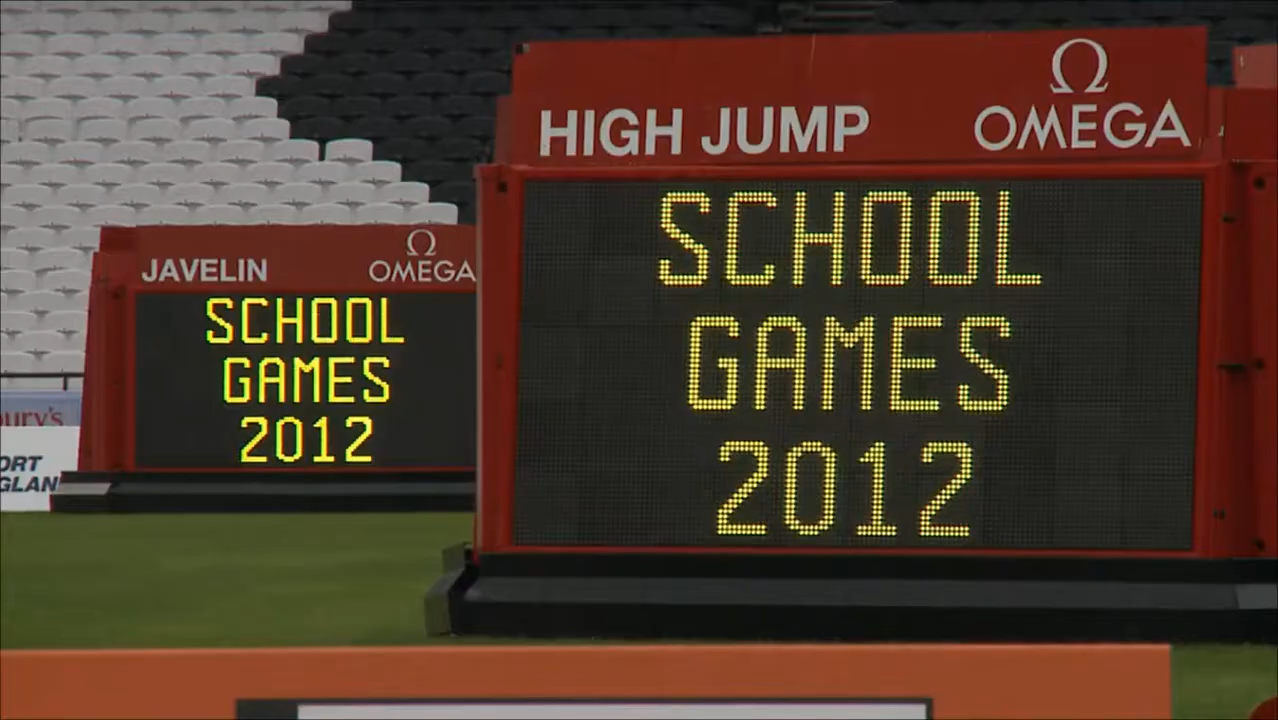 HIGH JUMP
Ω
OMEGA
SCHOOL
GAMES
2012
JAVELIN
Ω
OMEGA
SCHOOL
GAMES
2012